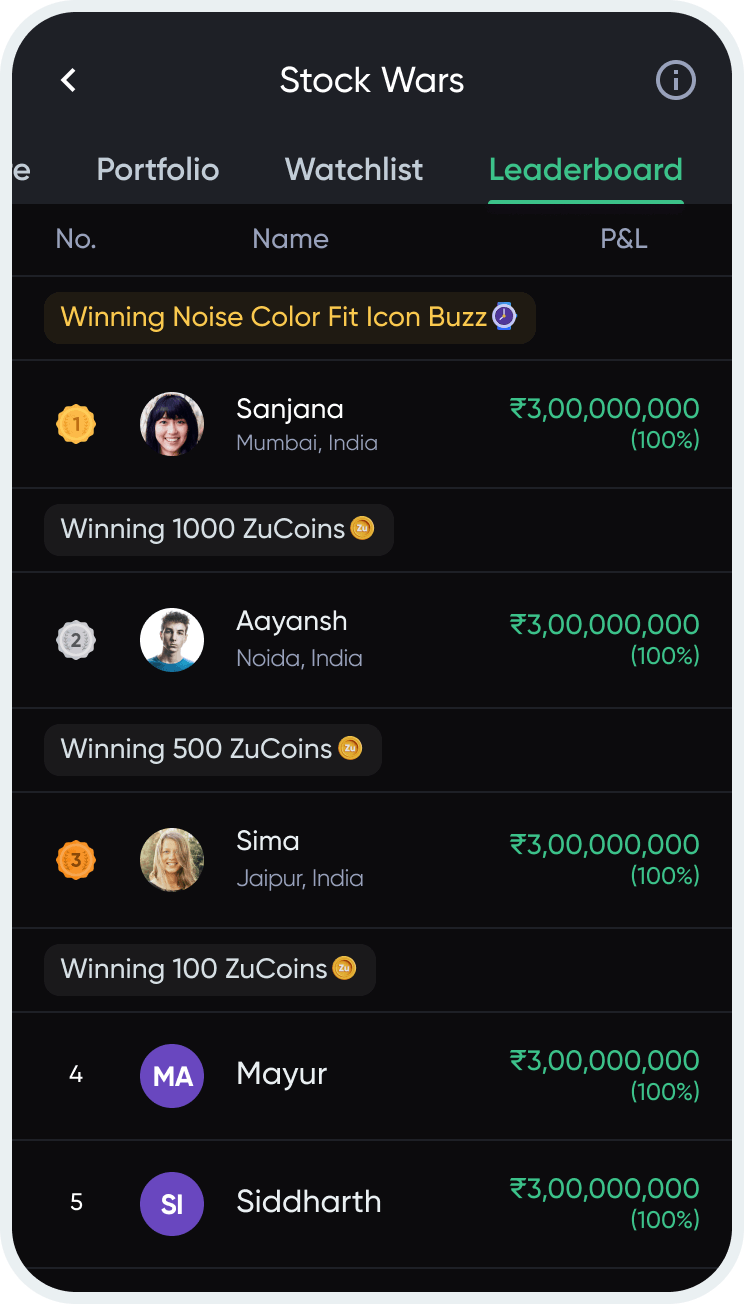 Stock Wars
e Portfolio Watchlist Leaderboard
No. Name P&L
Winning Noise Color Fit Icon Buzz
1 Sanjana ₹3,00,000,000
Mumbai, India (100%)
Winning 1000 ZuCoins Zu
2 Aayansh ₹3,00,000,000
Noida, India (100%)
Winning 500 ZuCoins Zu
3 Sima ₹3,00,000,000
Jaipur, India (100%)
Winning 100 ZuCoins Zu
4 MA Mayur ₹3,00,000,000
(100%)
5 SI Siddharth ₹3,00,000,000
(100%)